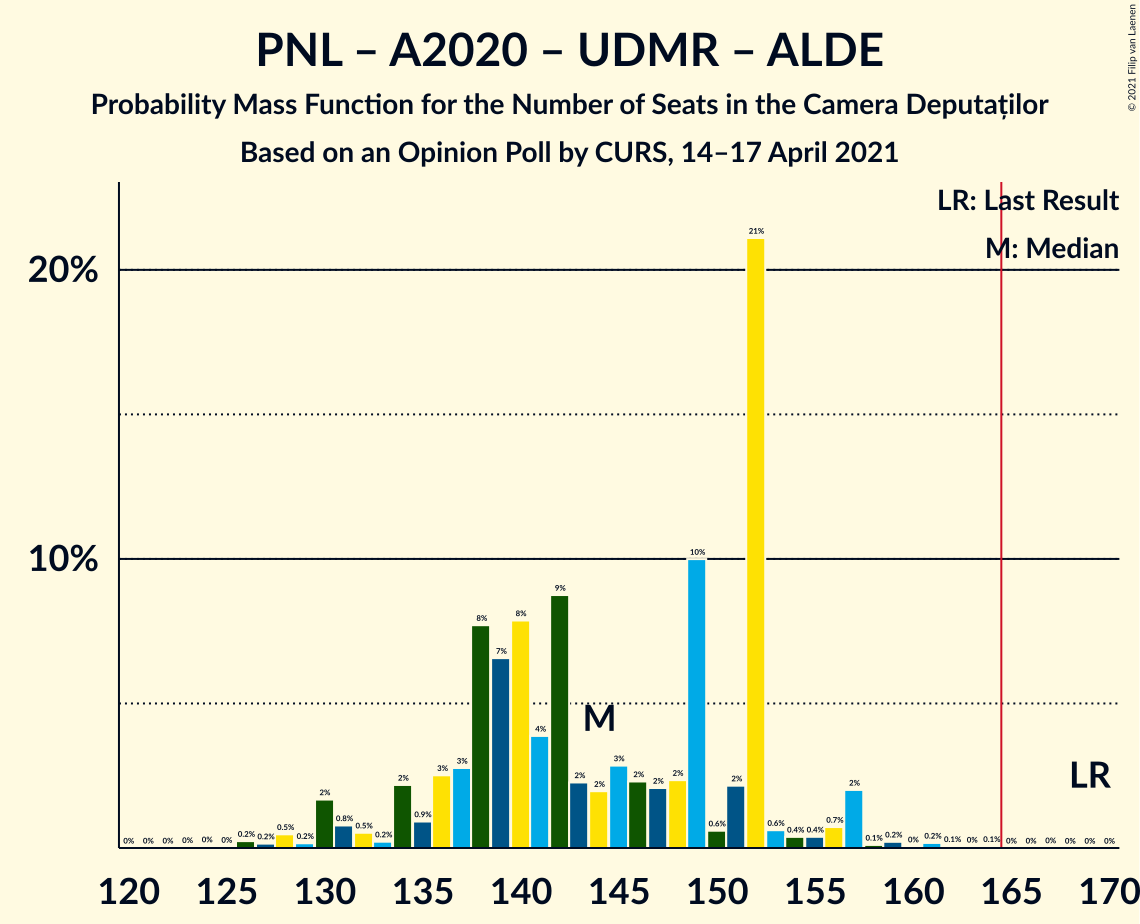 PNL – A2020 – UDMR – ALDE
Probability Mass Function for the Number of Seats in the Camera Deputaților
Based on an Opinion Poll by CURS, 14–17 April 2021
© 2021 Filip van Laenen
LR: Last Result
M: Median
20%
10%
0% 0% 0% 0% 0% 0% 0.2% 0.2% 0.5% 0.2% 2% 0.8% 0.5% 0.2% 2% 0.9% 3% 3% 8% 7% 8% 4% 9% 2% 2% 3% 2% 2% 2% 10% 0.6% 2% 21% 0.6% 0.4% 0.4% 0.7% 2% 0.1% 0.2% 0% 0.2% 0.1% 0% 0.1% 0% 0% 0% 0% 0% 0%
M
LR
120 125 130 135 140 145 150 155 160 165 170